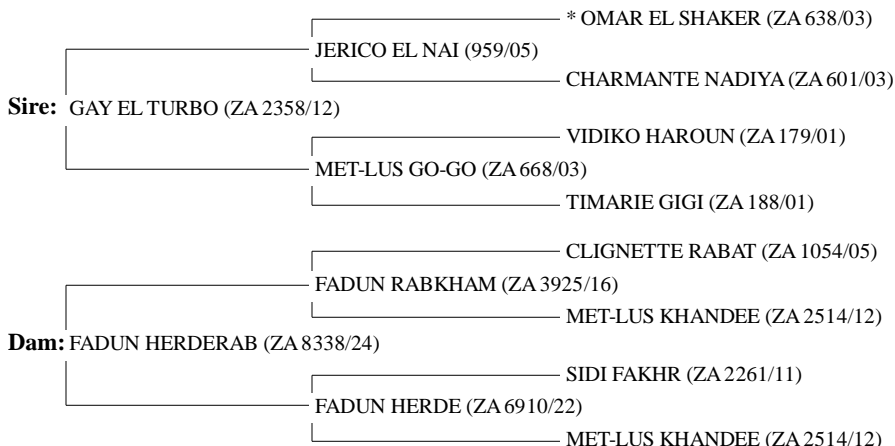 * OMAR EL SHAKER (ZA 638/03)
JERICO EL NAI (959/05)
CHARMANTE NADIYA (ZA 601/03)
Sire: GAY EL TURBO (ZA 2358/12)
VIDIKO HAROUN (ZA 179/01)
MET-LUS GO-GO (ZA 668/03)
TIMARIE GIGI (ZA 188/01)
CLIGNETTE RABAT (ZA 1054/05)
FADUN RABKHAM (ZA 3925/16)
MET-LUS KHANDEE (ZA 2514/12)
Dam: FADUN HERDERAB (ZA 8338/24)
SIDI FAKHR (ZA 2261/11)
FADUN HERDE (ZA 6910/22)
MET-LUS KHANDEE (ZA 2514/12)